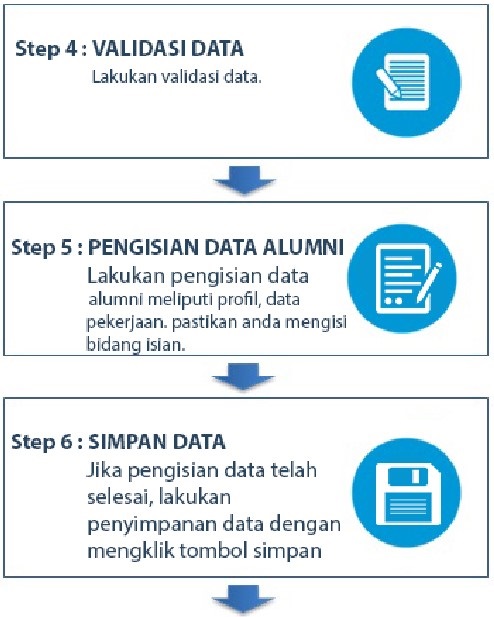 Step 4 : VALIDASI DATA
Lakukan validasi data.
Step 5 : PENGISIAN DATA ALUMNI
Lakukan pengisian data
alumni meliputi profil, data
pekerjaan. pastikan anda mengisi
bidang isian.
Step 6 : SIMPAN DATA
Jika pengisian data telah
selesai, lakukan
penyimpanan data dengan
mengklik tombol simpan